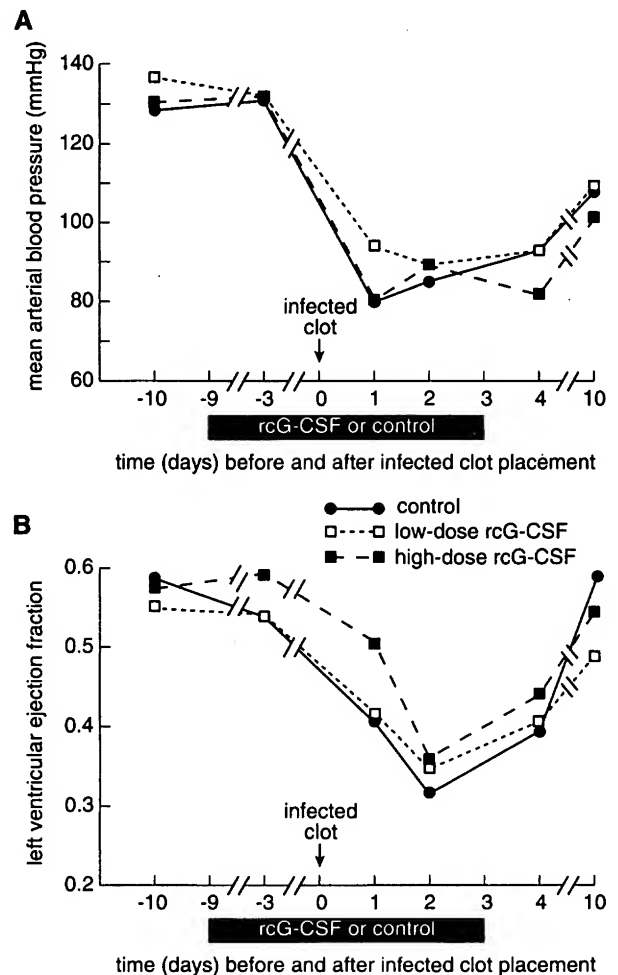 A
mean arterial blood pressure (mmHg)
140
120
100
80
60
infected
clot
-10 -9 -3 0 1 2 3 4 10
rcG-CSF or control
time (days) before and after infected clot placement
control
low-dose rcG-CSF
high-dose rcG-CSF
B
left ventricular ejection fraction
0.6
0.5
0.4
0.3
0.2
infected
clot
-10 -9 -3 0 1 2 3 4 10
rcG-CSF or control
time (days) before and after infected clot placement